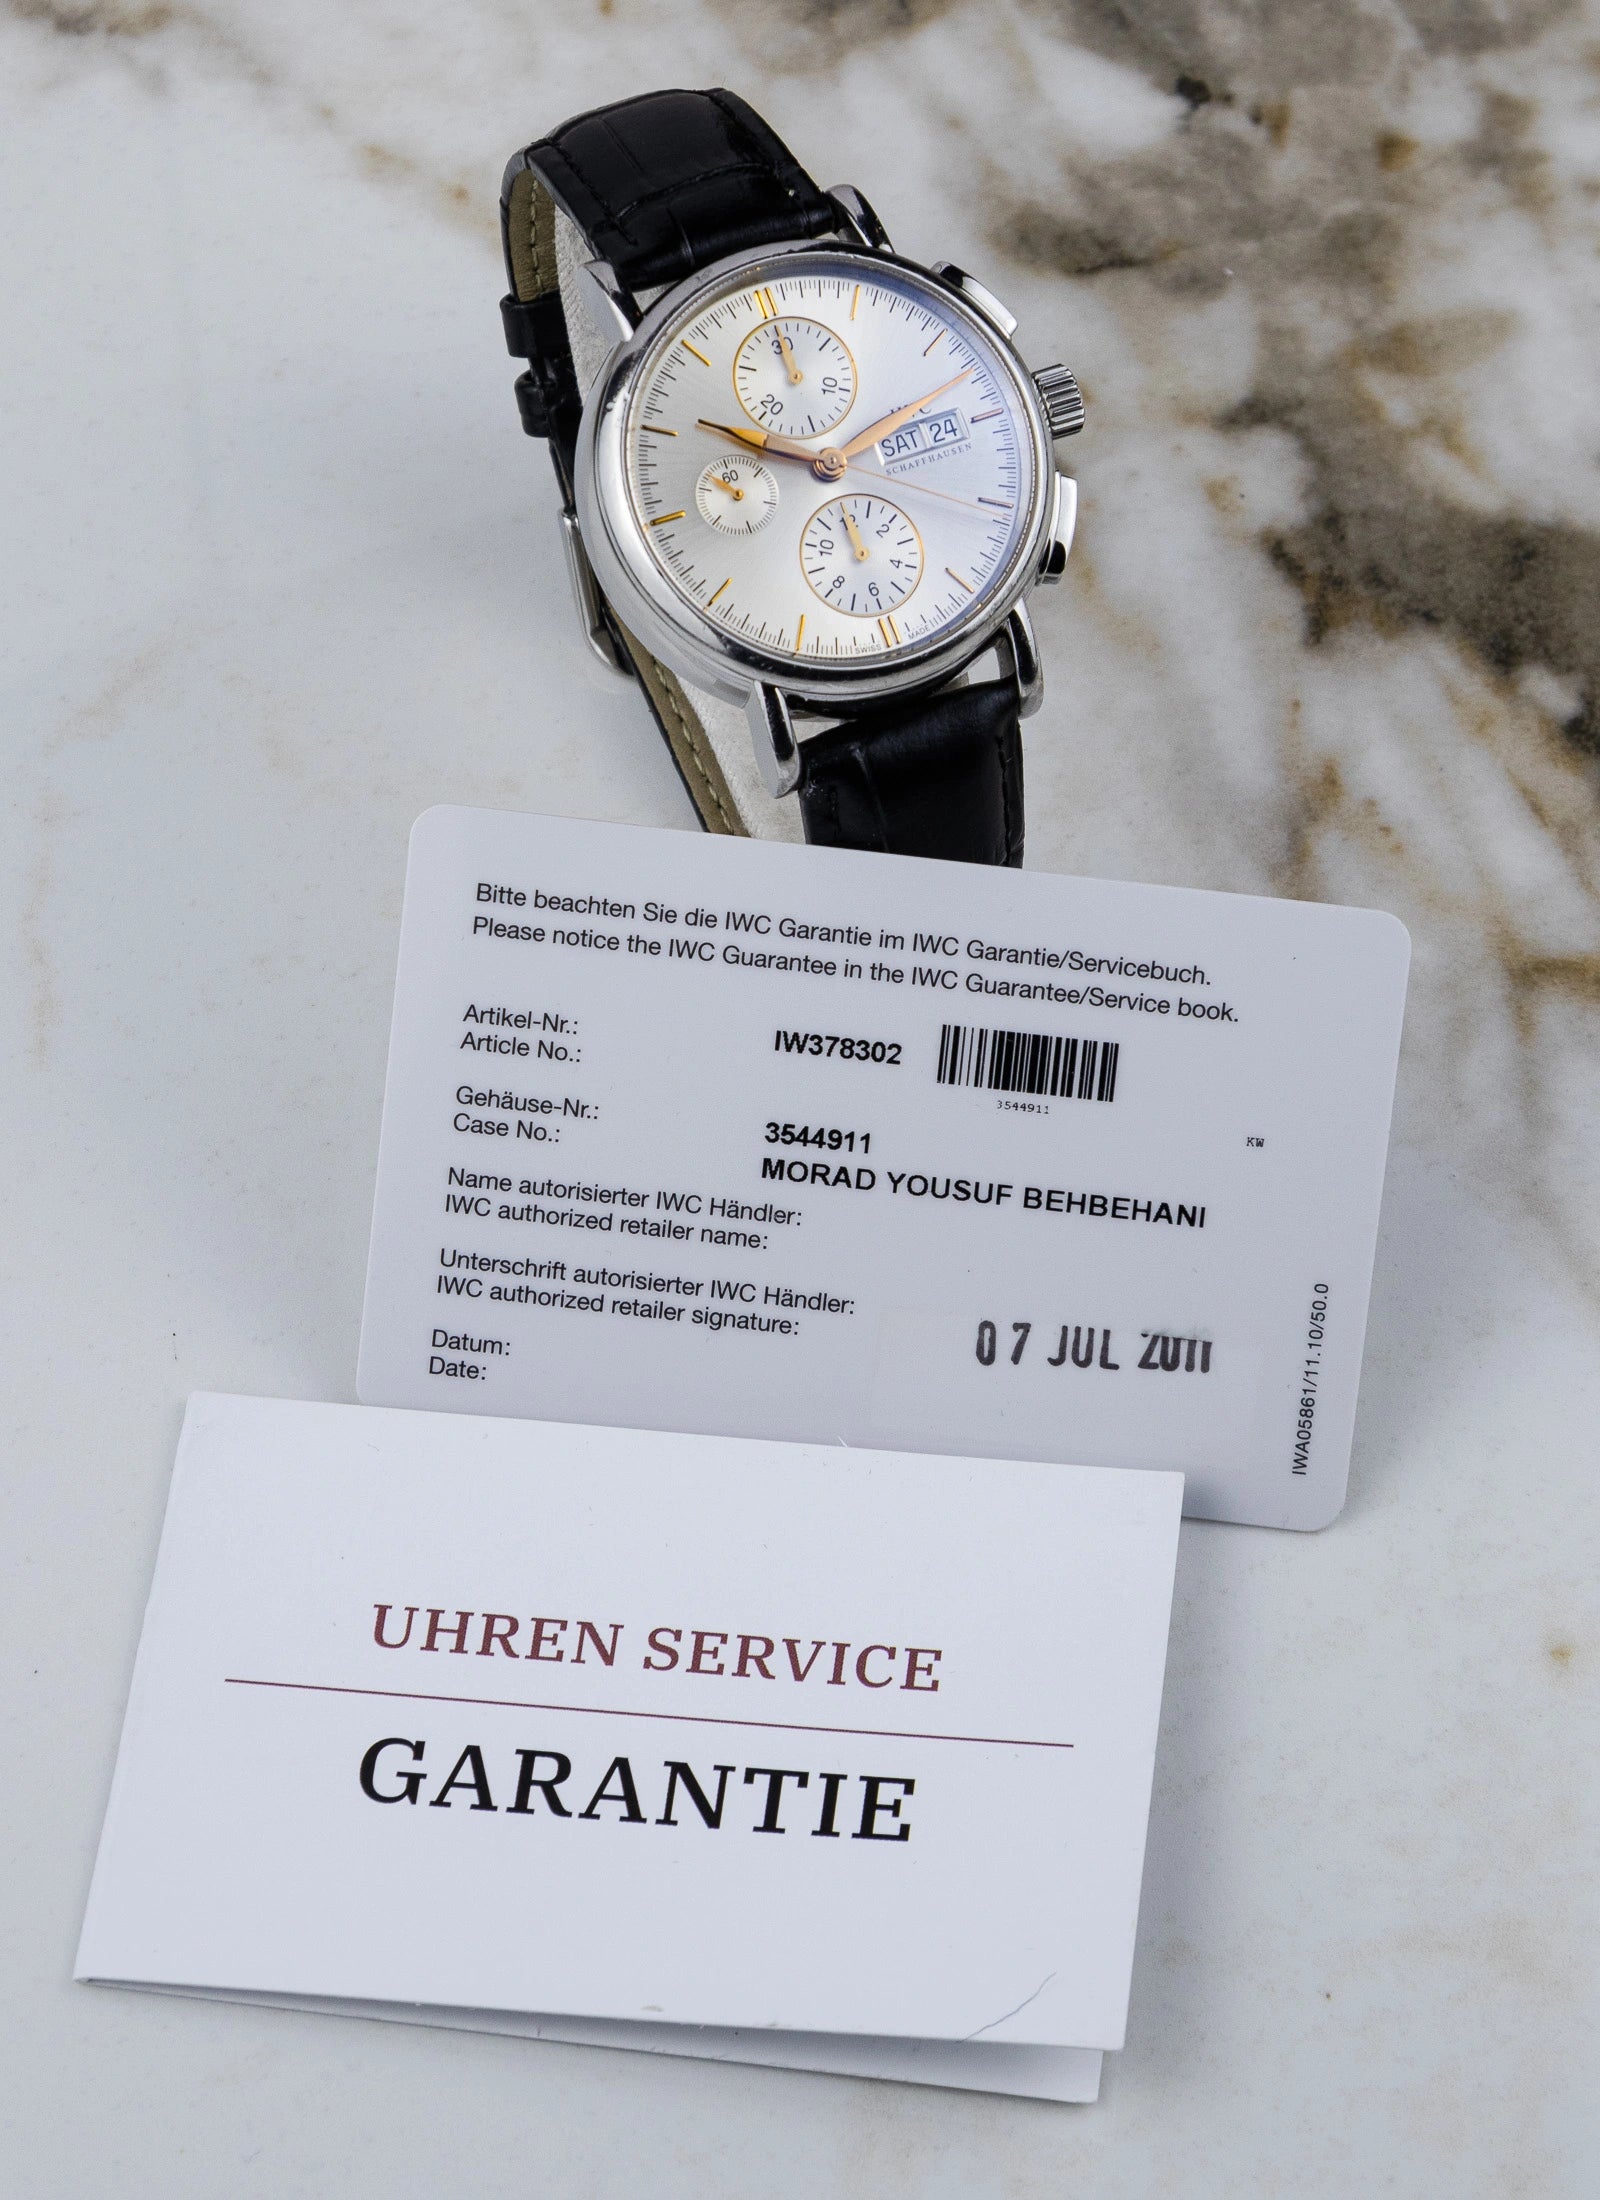 30
10
20
60
SAT 24
SCHAFFHAUSEN
12
2
4
6
8
10
SWISS MADE
Bitte beachten Sie die IWC Garantie im IWC Garantie/Servicebuch.
Please notice the IWC Guarantee in the IWC Guarantee/Service book.
Artikel-Nr.:
Article No.: IW378302
3544911
Gehäuse-Nr.:
Case No.: 3544911
KW
MORAD YOUSUF BEHBEHANI
Name autorisierter IWC Händler:
IWC authorized retailer name:
Unterschrift autorisierter IWC Händler:
IWC authorized retailer signature:
Datum:
Date:
07 JUL 2011
IWA05861/11.10/50.0
UHREN SERVICE
GARANTIE